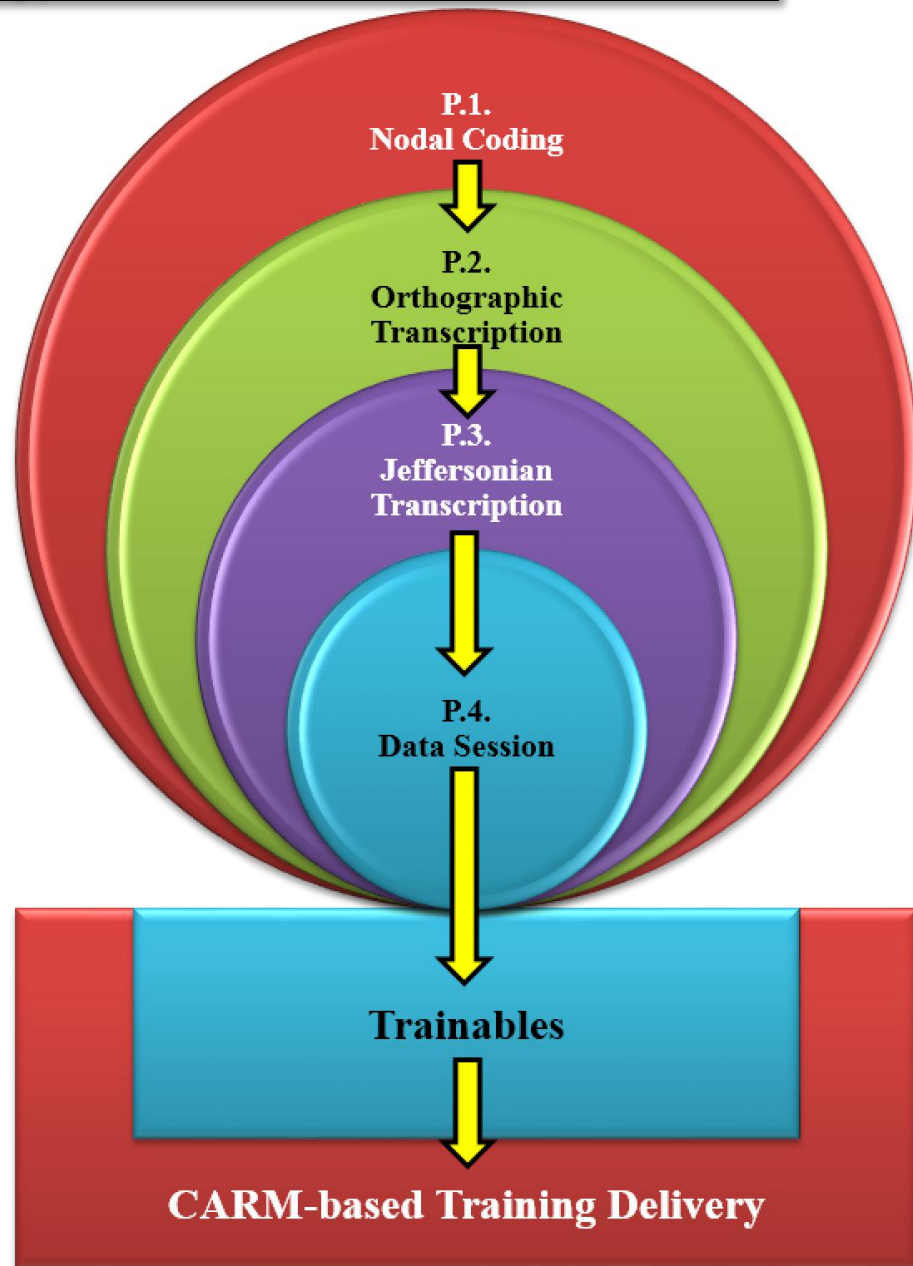 P.1.
Nodal Coding
P.2.
Orthographic
Transcription
P.3.
Jeffersonian
Transcription
P.4.
Data Session
Trainables
CARM-based Training Delivery